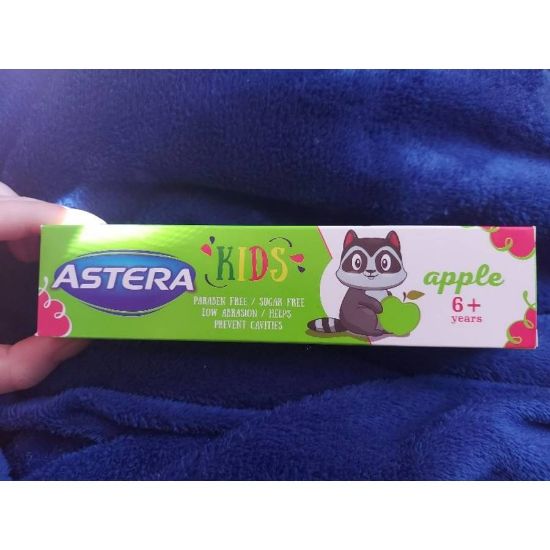 ASTERA
KIDS
PARABEN FREE / SUGAR FREE
LOW ABRASION / HELPS
PREVENT CAVITIES
apple
6+
years